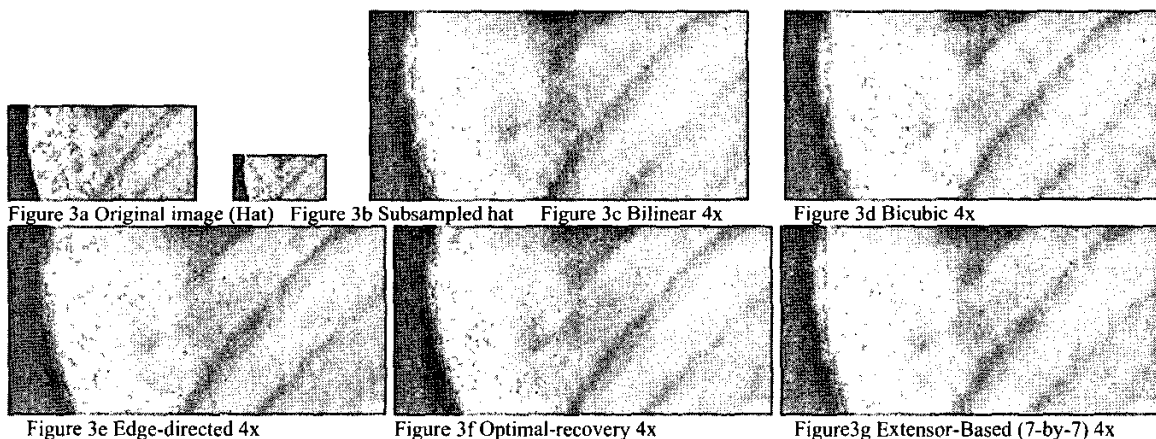 Figure 3a Original image (Hat) Figure 3b Subsampled hat Figure 3c Bilinear 4x Figure 3d Bicubic 4x
Figure 3e Edge-directed 4x Figure 3f Optimal-recovery 4x Figure3g Extensor-Based (7-by-7) 4x